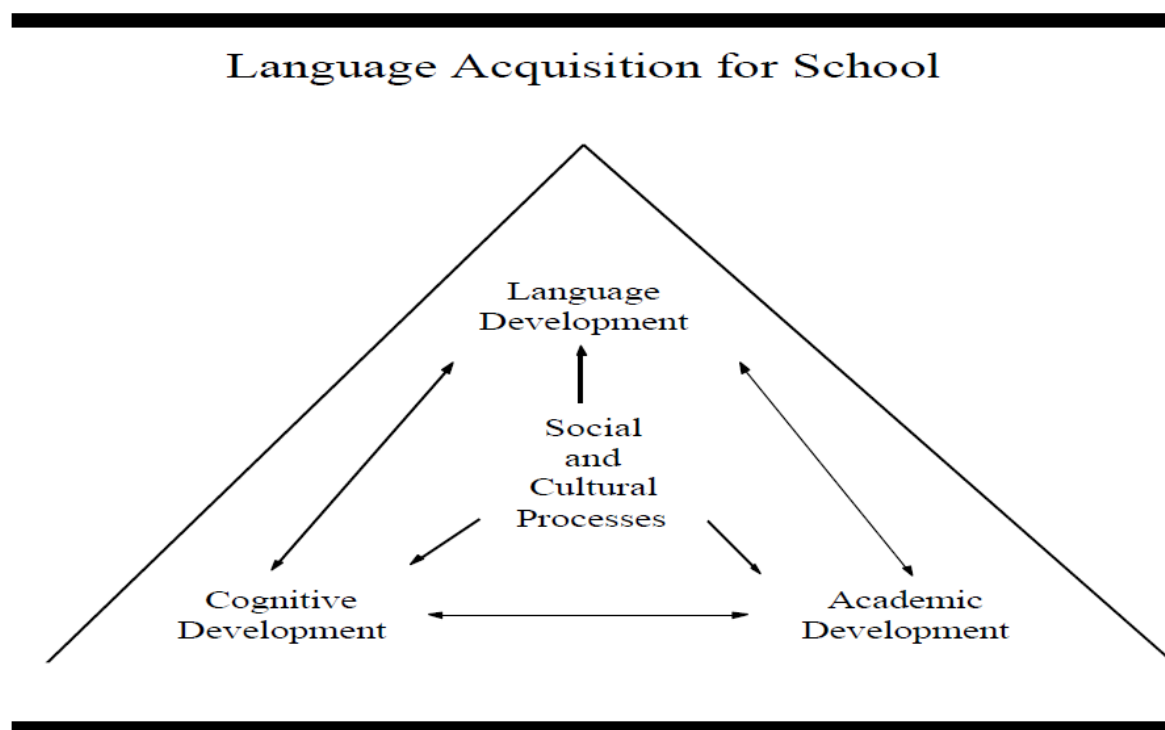 Language Acquisition for School
Language
Development
Social
and
Cultural
Processes
Cognitive
Development
Academic
Development